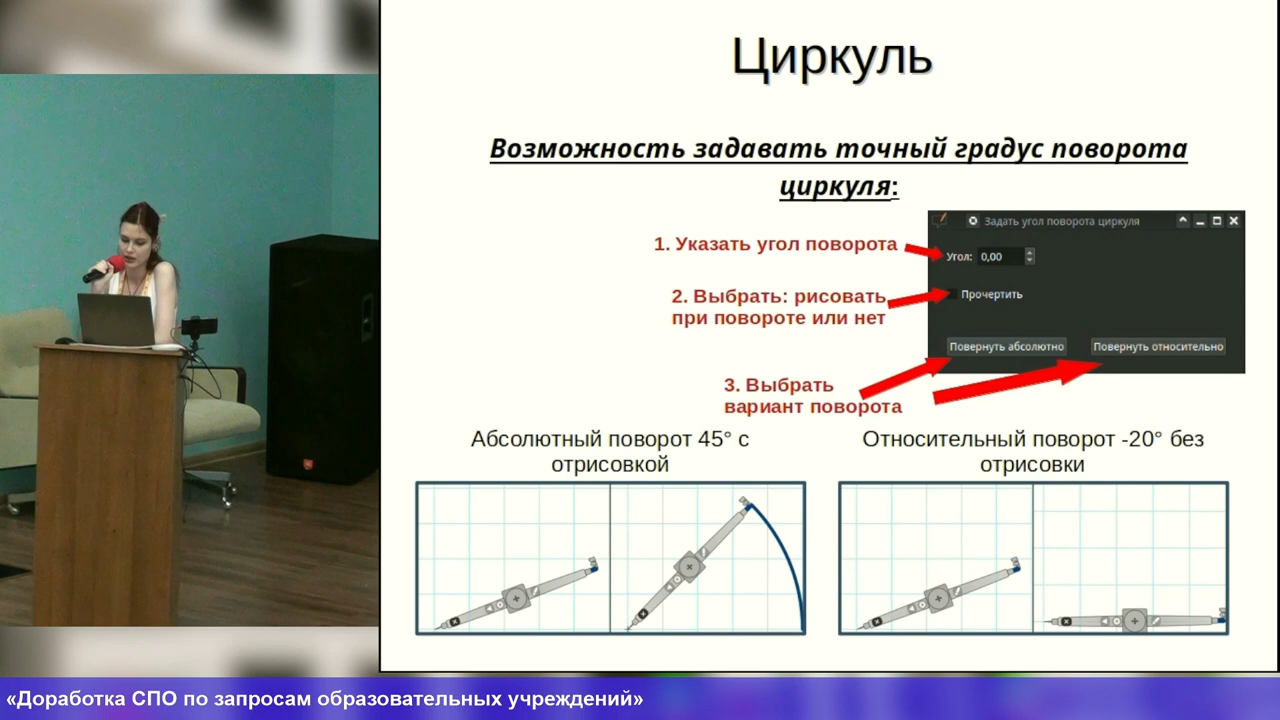 Циркуль
Возможность задавать точный градус поворота
циркуля:
Задать угол поворота циркуля
1. Указать угол поворота
Угол: 0,00
2. Выбрать: рисовать
при повороте или нет
Прочертить
Повернуть абсолютно
Повернуть относительно
3. Выбрать
вариант поворота
Абсолютный поворот 45° с
отрисовкой
Относительный поворот -20° без
отрисовки
«Доработка СПО по запросам образовательных учреждений»